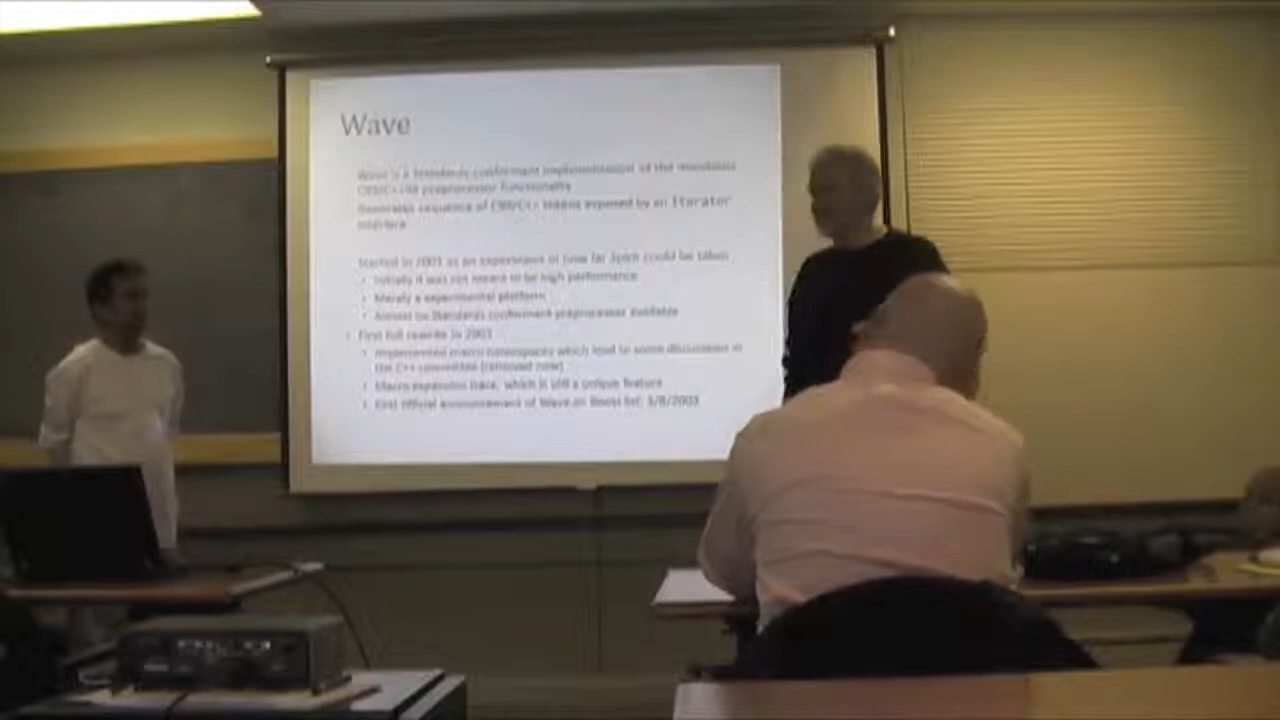 Wave
Wave is a Standards conformant implementation of the mandated
C99/C++98 preprocessor functionality
Generates sequence of C99/C++ tokens exposed by an Iterator
interface
Started in 2001 as an experiment in how far Spirit could be taken
Initially it was not meant to be high performance
Merely a experimental platform
Almost no Standards conformant preprocessor available
First full rewrite in 2003
Implemented macro namespaces which lead to some discussions in
the C++ committee (removed now)
Macro expansion trace, which is still a unique feature
First official announcement of Wave on Boost list: 3/8/2003